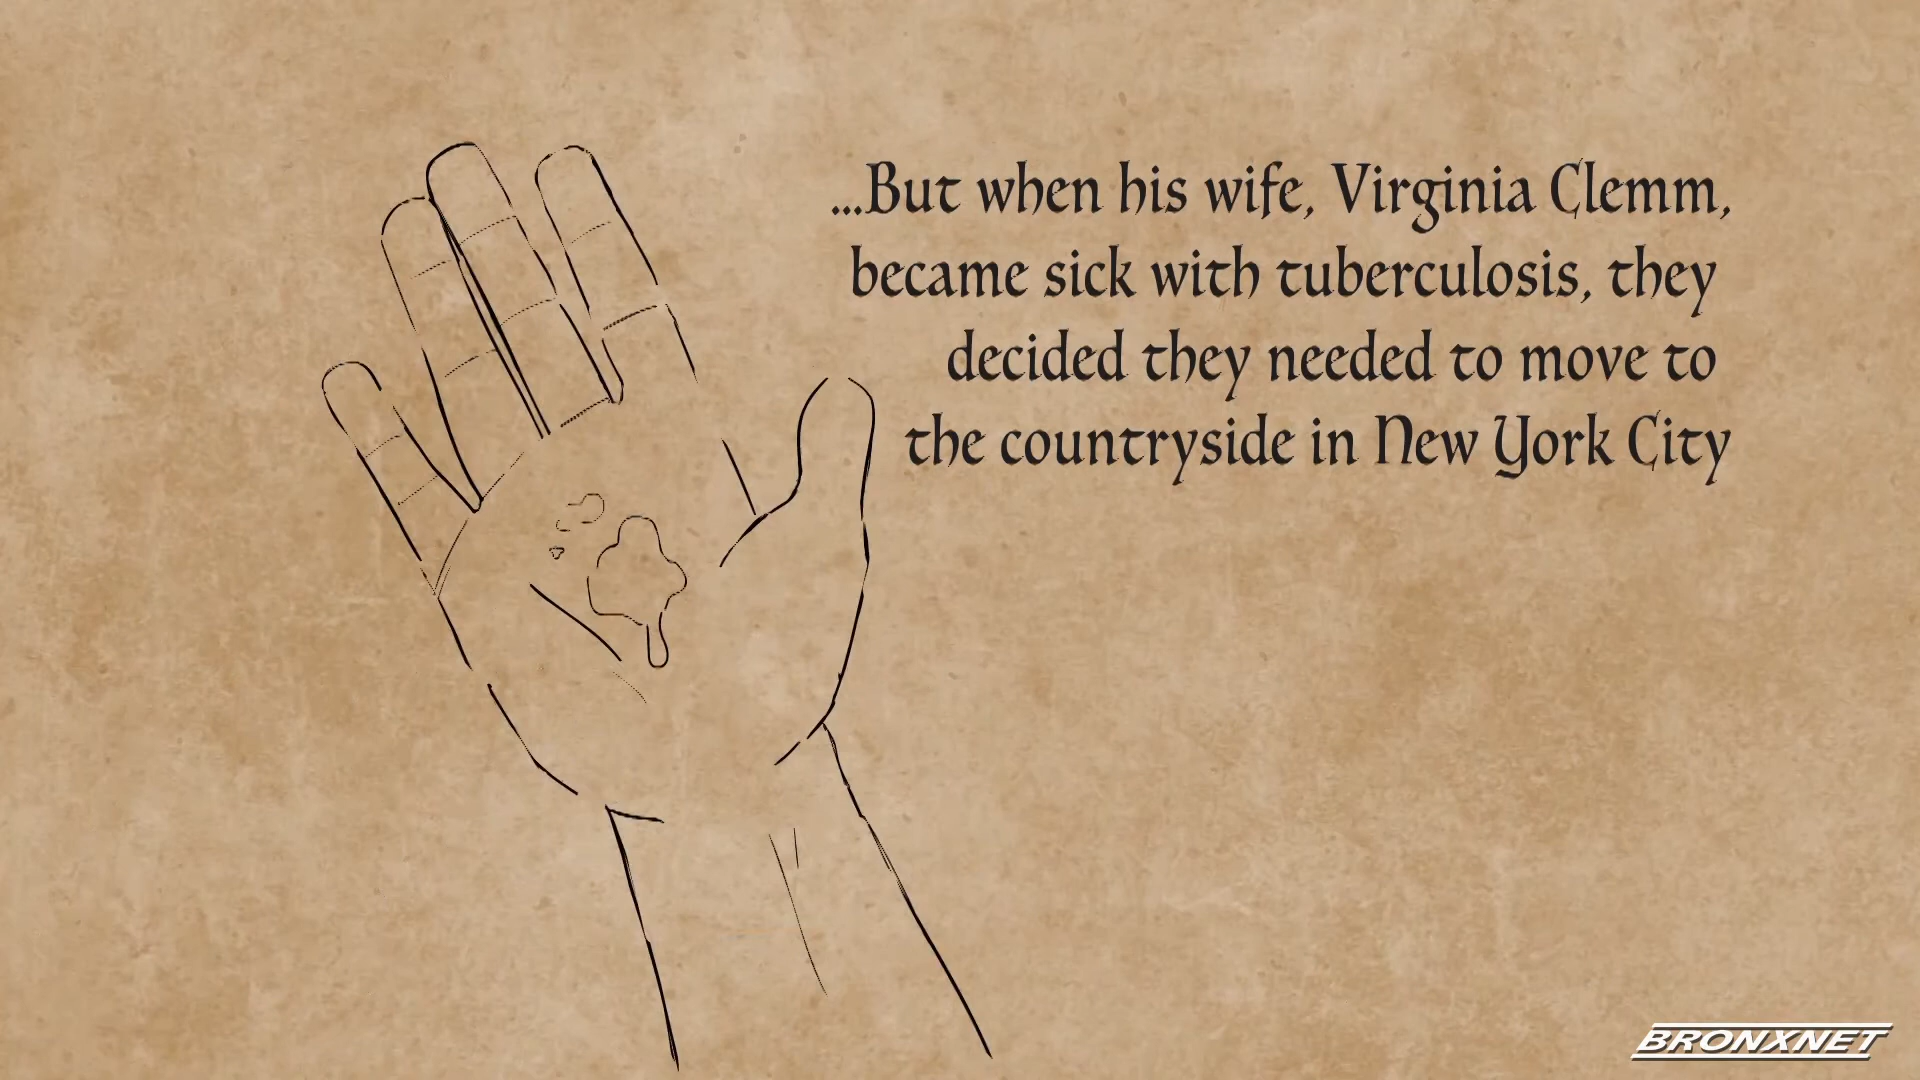 ...But when his wife, Virginia Clemm,
became sick with tuberculosis, they
decided they needed to move to
the countryside in New York City
BRONXNET